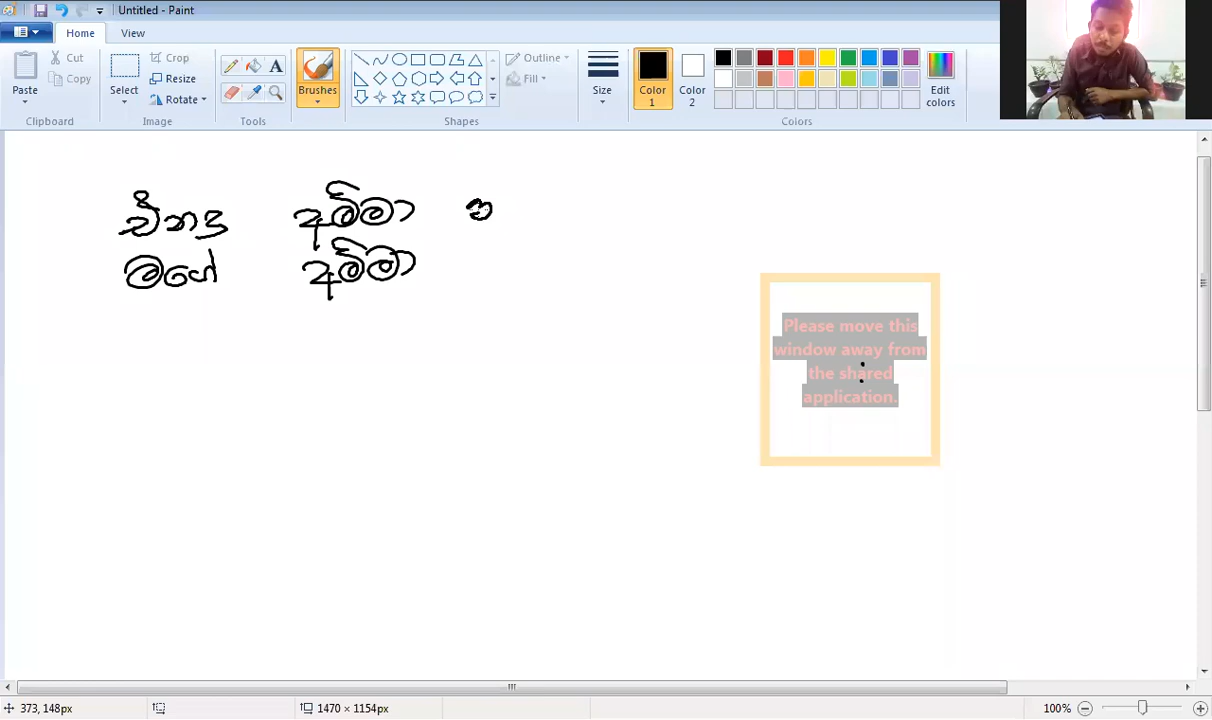 Untitled - Paint
Home View
Paste
Cut
Copy
Clipboard
Select
Crop
Resize
Rotate
Image
Tools
Brushes
Outline
Fill
Shapes
Size
Color 1
Color 2
Edit colors
Colors
අම්මා
මගේ අම්මා
Please move this
window away from
the shared
application.
373, 148px
1470 × 1154px
100%